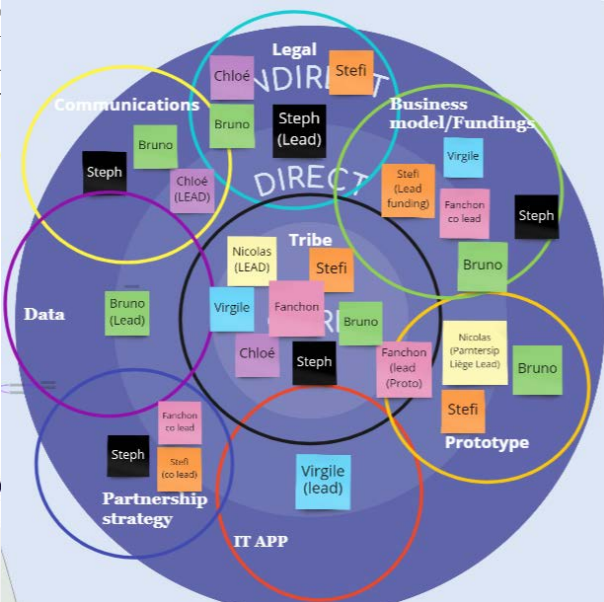 Legal
Chloé
Stefi
NDIRECT
Bruno
Steph
(Lead)
DIRECT
Communications
Bruno
Steph
Chloé
(LEAD)
Business
model/Fundings
Virgile
Stefi
(Lead
funding)
Fanchon
co lead
Steph
Bruno
Tribe
Nicolas
(LEAD)
Stefi
Virgile
Fanchon
Bruno
Chloé
Steph
Fanchon
(lead
(Proto)
Data
Bruno
(Lead)
Nicolas
(Parntersip
Liège Lead)
Bruno
Stefi
Prototype
Fanchon
co lead
Steph
Stefi
(co lead)
Partnership
strategy
Virgile
(lead)
IT APP